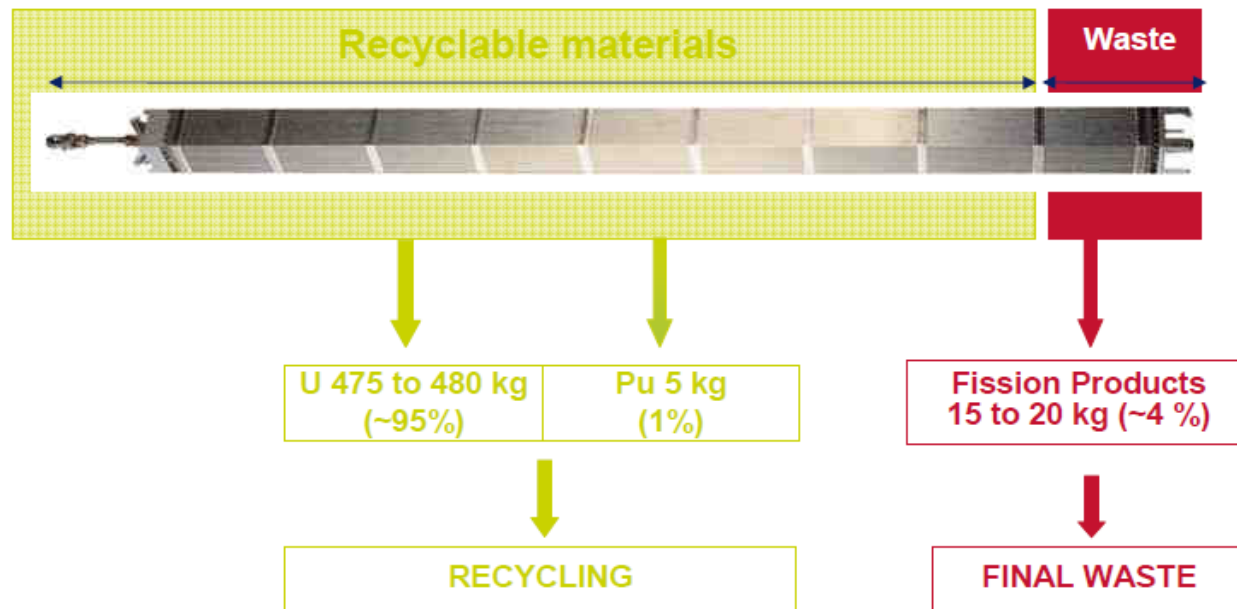 Recyclable materials
Waste
U 475 to 480 kg
(~95%)
Pu 5 kg
(1%)
Fission Products
15 to 20 kg (~4 %)
RECYCLING
FINAL WASTE